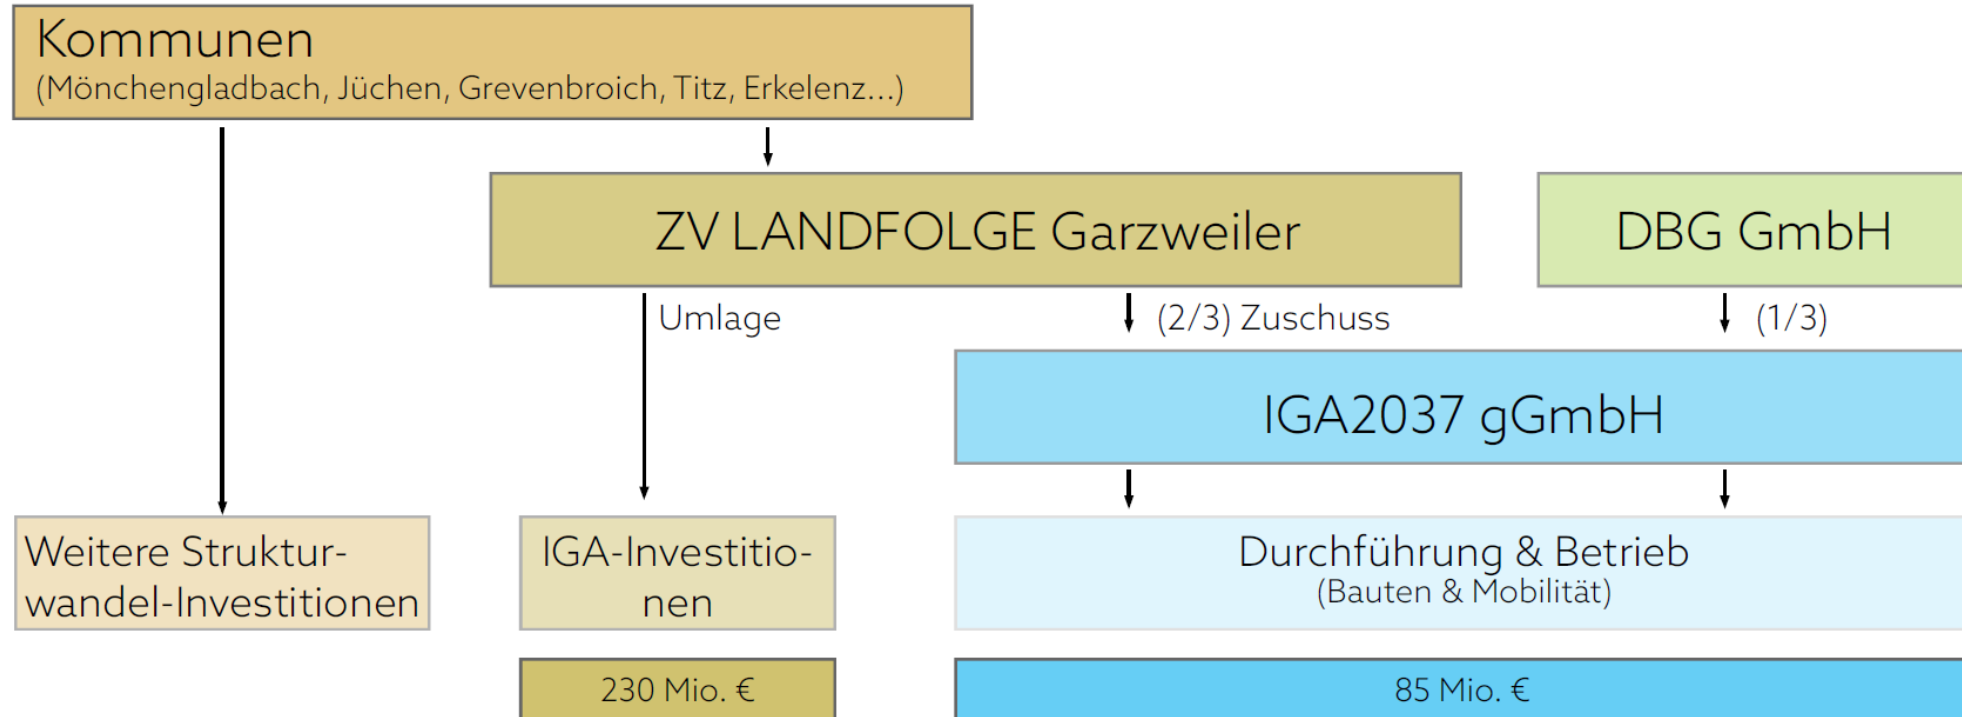 Kommunen
(Mönchengladbach, Jüchen, Grevenbroich, Titz, Erkelenz...)
ZV LANDFOLGE Garzweiler
DBG GmbH
Umlage
(2/3) Zuschuss
(1/3)
IGA2037 gGmbH
Weitere Struktur-
wandel-Investitionen
IGA-Investitio-
nen
Durchführung & Betrieb
(Bauten & Mobilität)
230 Mio. €
85 Mio. €